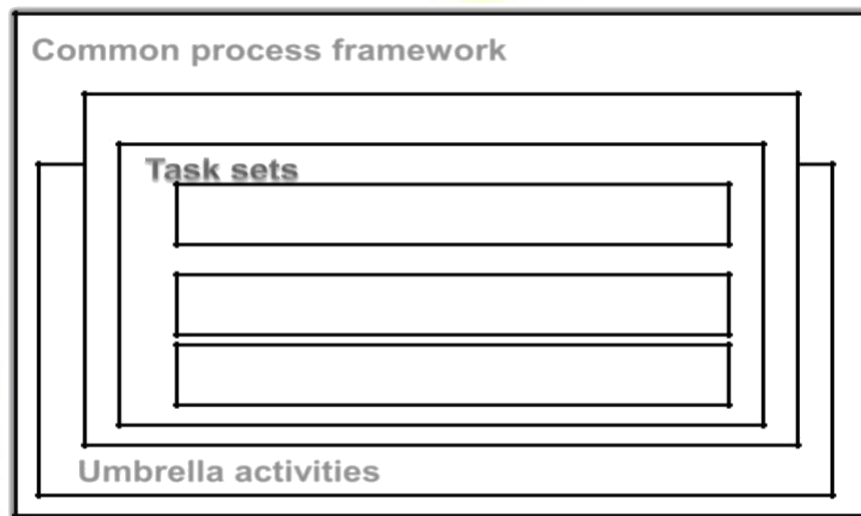 Common process framework
Task sets
Umbrella activities